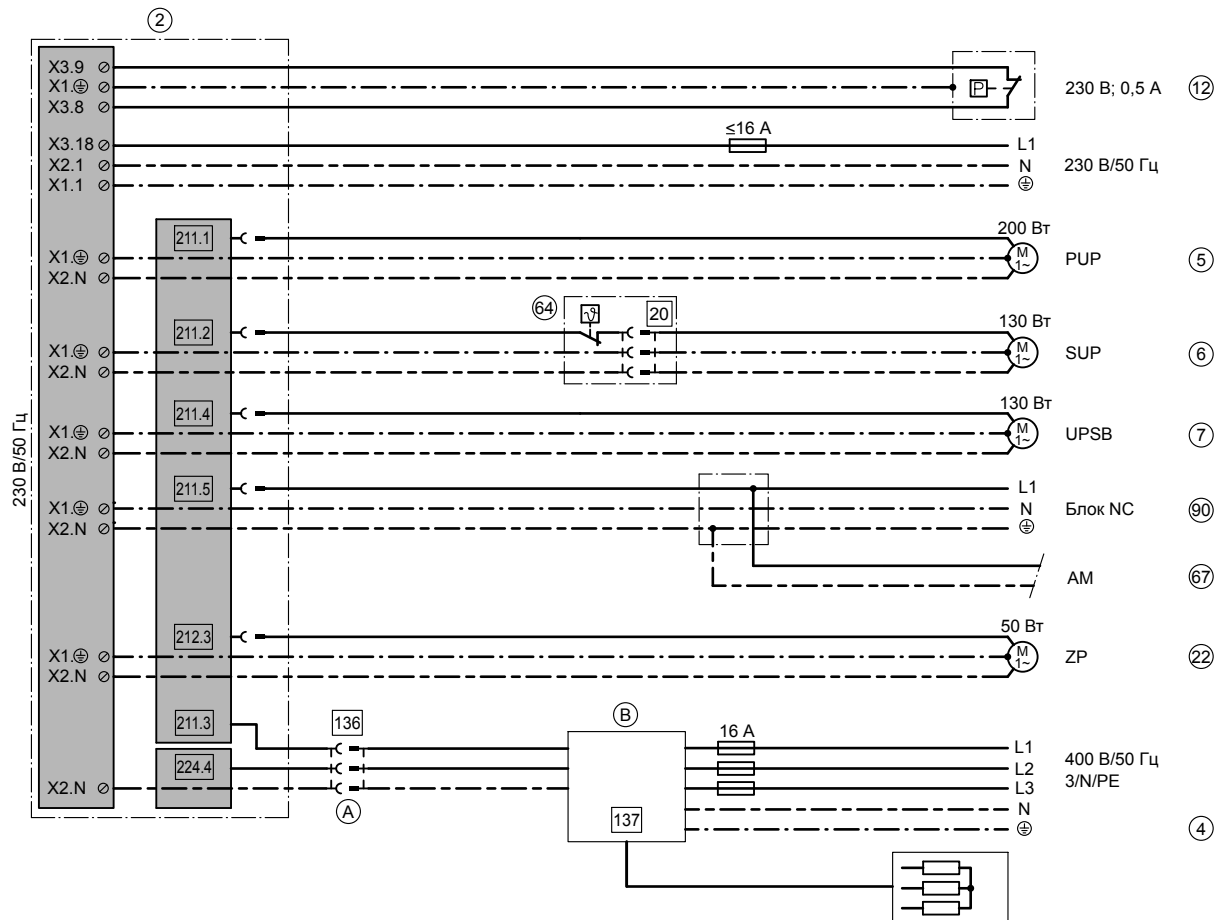 2
X3.9
X1.
P
230 В; 0,5 А
12
X3.8
≤16 А
X3.18
L1
X2.1
N
230 В/50 Гц
X1.1
211.1
200 Вт
X1.
M
1~
PUP
5
X2.N
64
20
211.2
130 Вт
X1.
M
1~
SUP
6
X2.N
211.4
130 Вт
X1.
M
1~
UPSB
7
X2.N
230 В/50 Гц
211.5
L1
X1.
N
Блок NC
90
X2.N
AM
67
212.3
50 Вт
X1.
M
1~
ZP
22
X2.N
211.3
136
B
16 А
L1
224.4
L2
400 В/50 Гц
X2.N
L3
3/N/PE
A
137
N
4